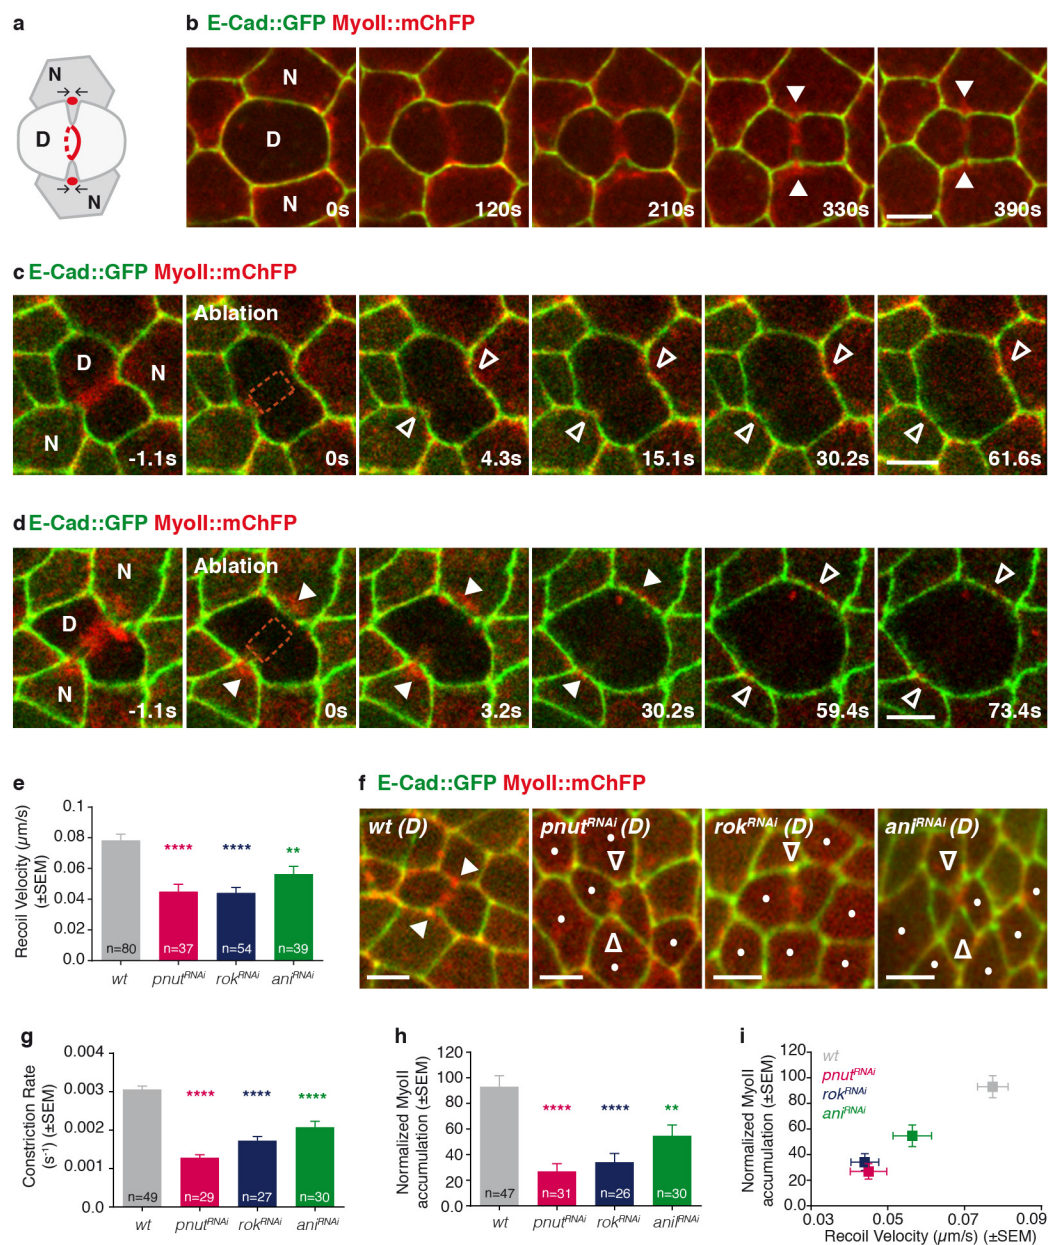 a
N
D
N
b E-Cad::GFP MyoII::mChFP
N
D
N
0s
120s
210s
330s
390s
c E-Cad::GFP MyoII::mChFP
D
N
N
-1.1s
Ablation
0s
4.3s
15.1s
30.2s
61.6s
d E-Cad::GFP MyoII::mChFP
N
D
N
-1.1s
Ablation
0s
3.2s
30.2s
59.4s
73.4s
e
Recoil Velocity (µm/s)
(±SEM)
0.1
0.08
0.06
0.04
0.02
0.0
****
****
**
n=80
n=37
n=54
n=39
wt
pnutRNAi
rokRNAi
aniRNAi
f E-Cad::GFP MyoII::mChFP
wt (D)
pnutRNAi (D)
rokRNAi (D)
aniRNAi (D)
g
Constriction Rate
(s-1) (±SEM)
0.004
0.003
0.002
0.001
0.0
****
****
****
n=49
n=29
n=27
n=30
wt
pnutRNAi
rokRNAi
aniRNAi
h
Normalized MyoII
accumulation (±SEM)
120
100
80
60
40
20
0.0
****
****
**
n=47
n=31
n=26
n=30
wt
pnutRNAi
rokRNAi
anilRNAi
i
Normalized MyoII
accumulation (±SEM)
120
100
80
60
40
20
0.0
wt
pnutRNAi
rokRNAi
aniRNAi
0.03
0.05
0.07
0.09
Recoil Velocity (µm/s) (±SEM)